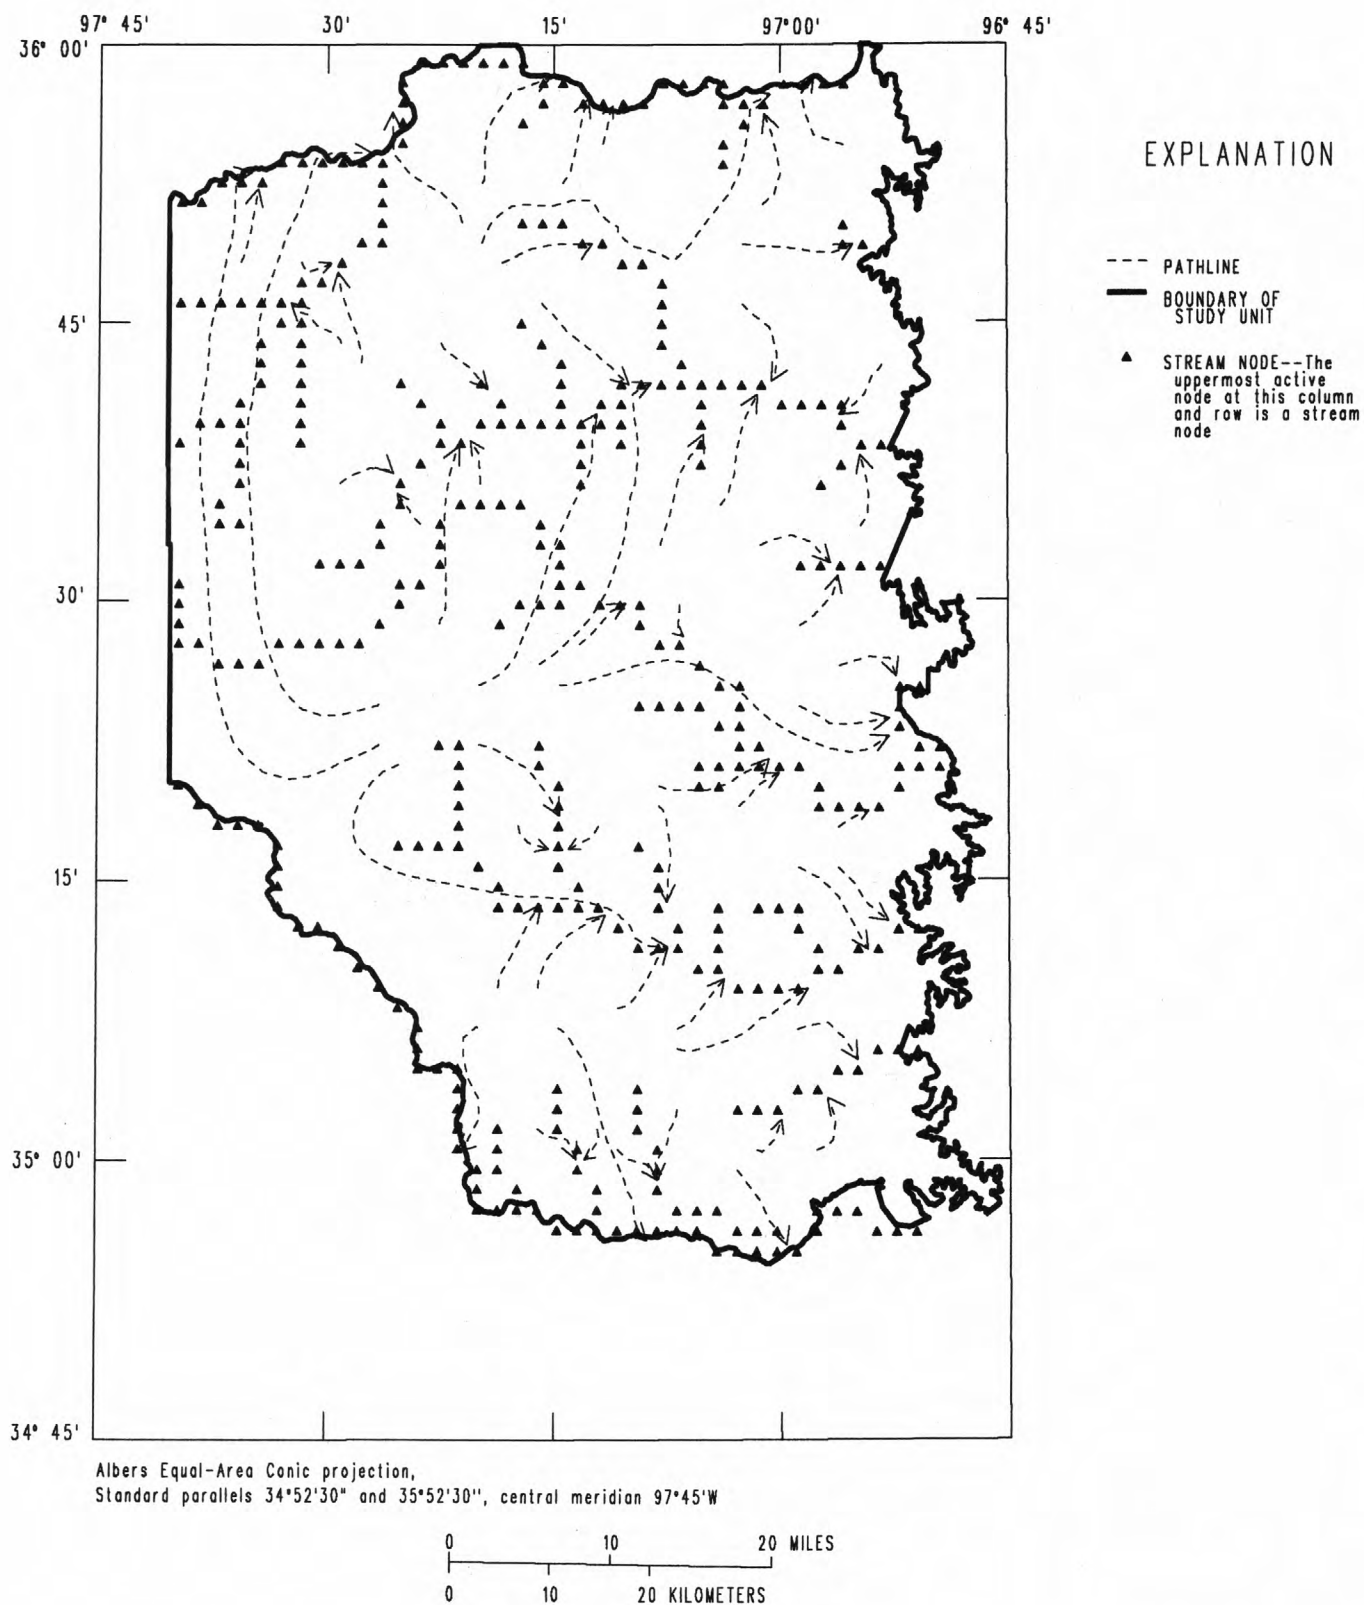 97° 45'
30'
15'
97°00'
96° 45'
36° 00'
45'
30'
15'
35° 00'
34° 45'
EXPLANATION
PATHLINE
BOUNDARY OF
STUDY UNIT
STREAM NODE--The
uppermost active
node at this column
and row is a stream
node
Albers Equal-Area Conic projection,
Standard parallels 34°52'30" and 35°52'30", central meridian 97°45'W
0 10 20 MILES
0 10 20 KILOMETERS